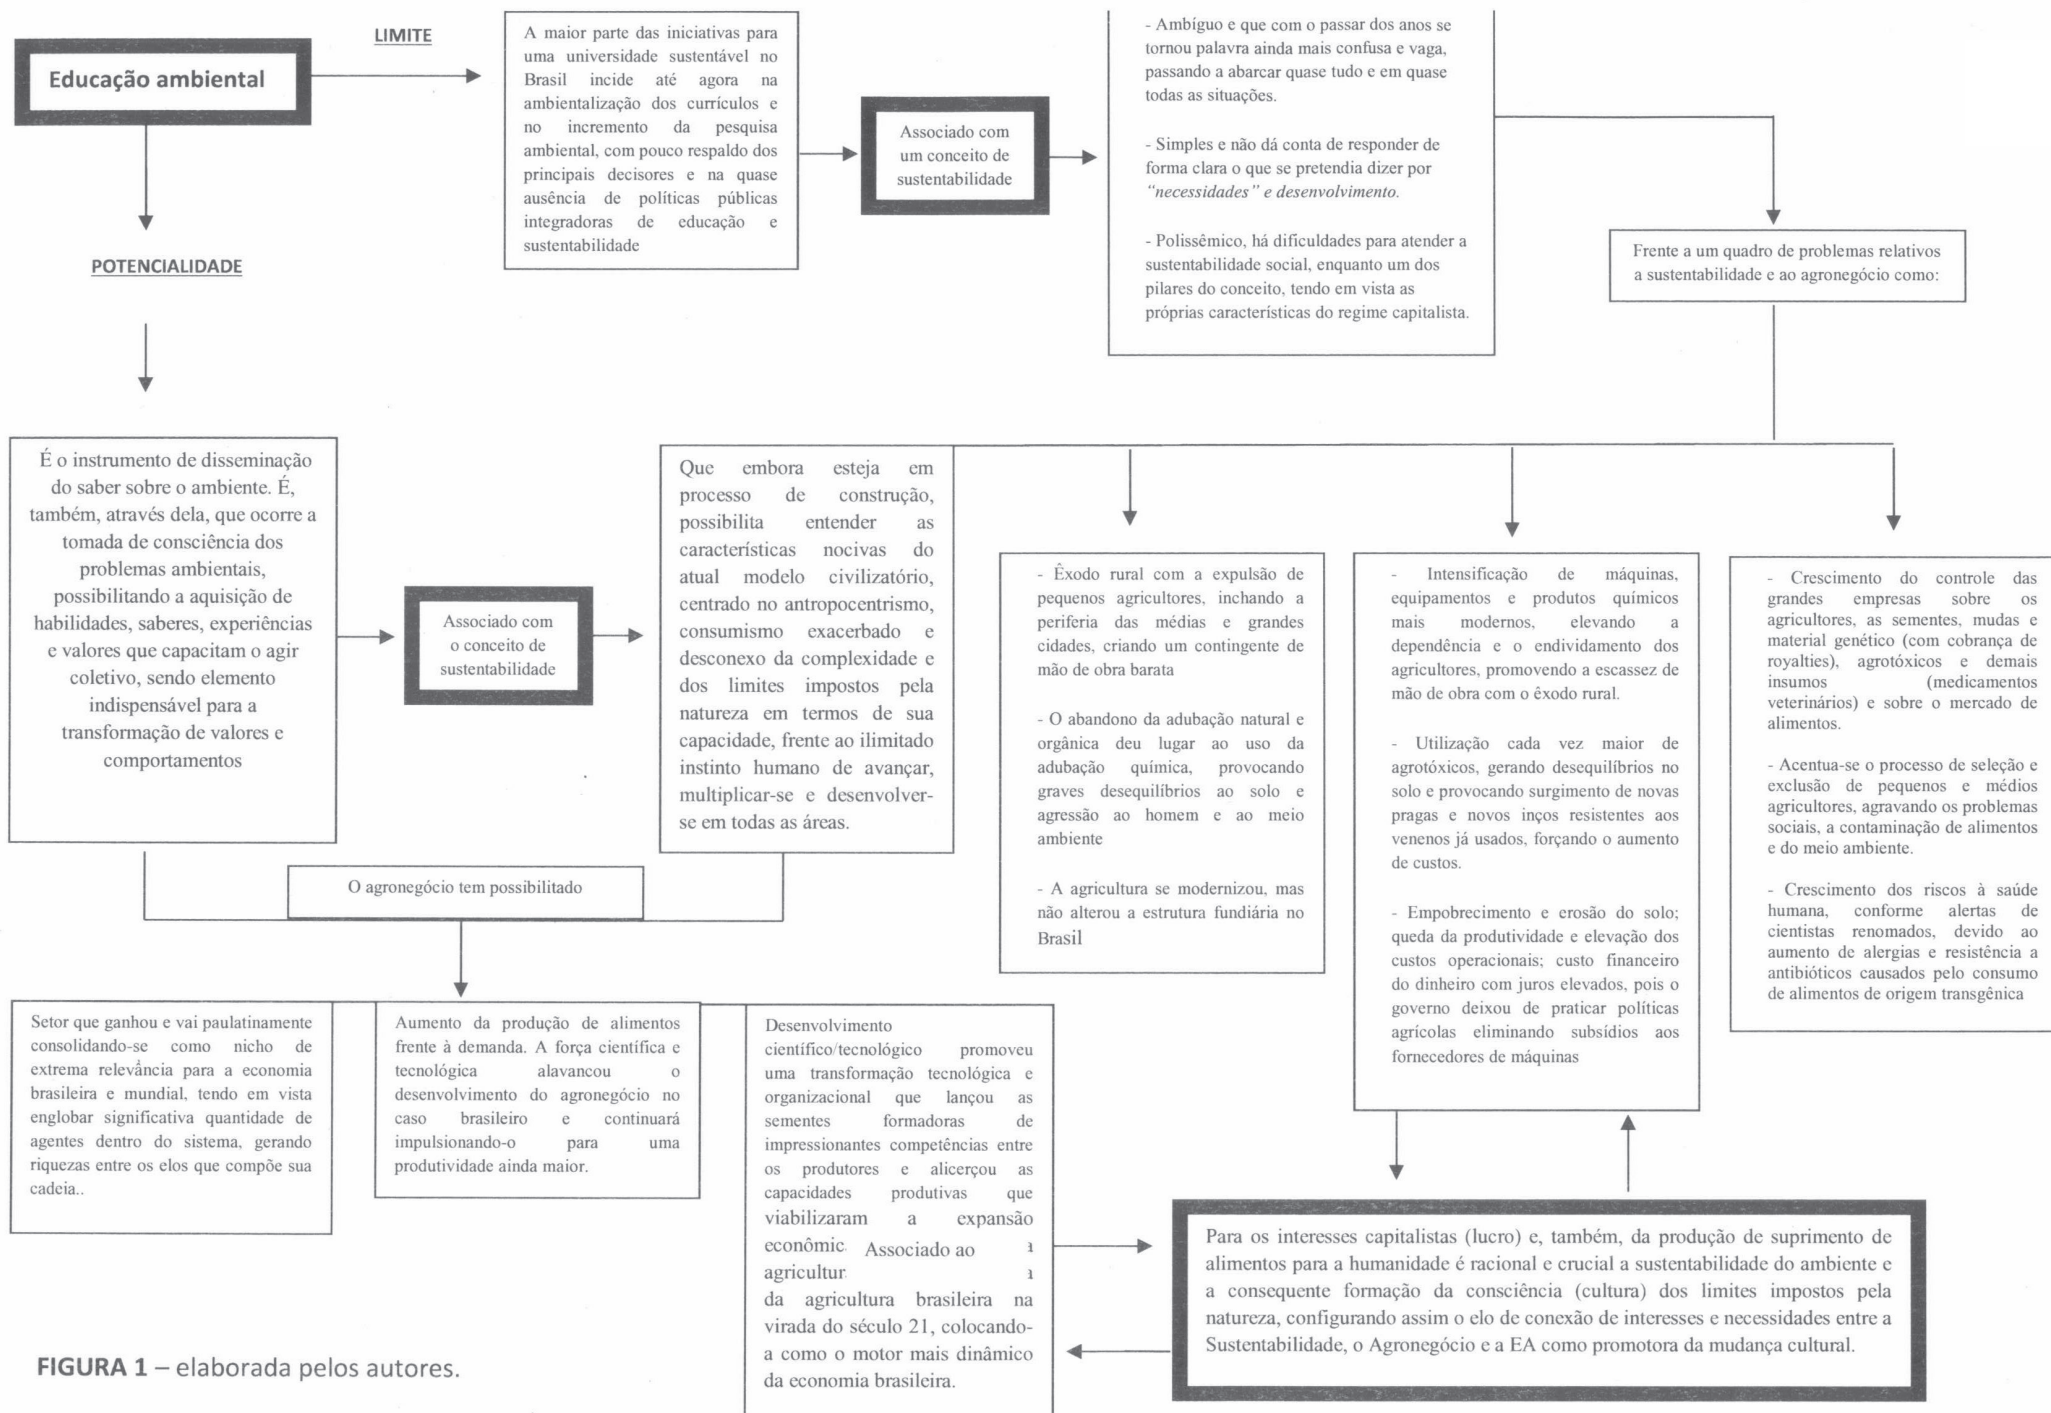 Educação ambiental
LIMITE
POTENCIALIDADE
A maior parte das iniciativas para
uma universidade sustentável no
Brasil incide até agora na
ambientalização dos currículos e
no incremento da pesquisa
ambiental, com pouco respaldo dos
principais decisores e na quase
ausência de políticas públicas
integradoras de educação e
sustentabilidade
Associado com
um conceito de
sustentabilidade
- Ambíguo e que com o passar dos anos se
tornou palavra ainda mais confusa e vaga,
passando a abarcar quase tudo e em quase
todas as situações.
- Simples e não dá conta de responder de
forma clara o que se pretendia dizer por
“necessidades” e desenvolvimento.
- Polissêmico, há dificuldades para atender a
sustentabilidade social, enquanto um dos
pilares do conceito, tendo em vista as
próprias características do regime capitalista.
Frente a um quadro de problemas relativos
a sustentabilidade e ao agronegócio como:
É o instrumento de disseminação
do saber sobre o ambiente. É,
também, através dela, que ocorre a
tomada de consciência dos
problemas ambientais,
possibilitando a aquisição de
habilidades, saberes, experiências
e valores que capacitam o agir
coletivo, sendo elemento
indispensável para a
transformação de valores e
comportamentos
Associado com
o conceito de
sustentabilidade
Que embora esteja em
processo de construção,
possibilita entender as
características nocivas do
atual modelo civilizatório,
centrado no antropocentrismo,
consumismo exacerbado e
desconexo da complexidade e
dos limites impostos pela
natureza em termos de sua
capacidade, frente ao ilimitado
instinto humano de avançar,
multiplicar-se e desenvolver-
se em todas as áreas.
- Êxodo rural com a expulsão de
pequenos agricultores, inchando a
periferia das médias e grandes
cidades, criando um contingente de
mão de obra barata
- O abandono da adubação natural e
orgânica deu lugar ao uso da
adubação química, provocando
graves desequilíbrios ao solo e
agressão ao homem e ao meio
ambiente
- A agricultura se modernizou, mas
não alterou a estrutura fundiária no
Brasil
- Intensificação de máquinas,
equipamentos e produtos químicos
mais modernos, elevando a
dependência e o endividamento dos
agricultores, promovendo a escassez de
mão de obra com o êxodo rural.
- Utilização cada vez maior de
agrotóxicos, gerando desequilíbrios no
solo e provocando surgimento de novas
pragas e novos inços resistentes aos
venenos já usados, forçando o aumento
de custos.
- Empobrecimento e erosão do solo;
queda da produtividade e elevação dos
custos operacionais; custo financeiro
do dinheiro com juros elevados, pois o
governo deixou de praticar políticas
agrícolas eliminando subsídios aos
fornecedores de máquinas
- Crescimento do controle das
grandes empresas sobre os
agricultores, as sementes, mudas e
material genético (com cobrança de
royalties), agrotóxicos e demais
insumos (medicamentos
veterinários) e sobre o mercado de
alimentos.
- Acentua-se o processo de seleção e
exclusão de pequenos e médios
agricultores, agravando os problemas
sociais, a contaminação de alimentos
e do meio ambiente.
- Crescimento dos riscos à saúde
humana, conforme alertas de
cientistas renomados, devido ao
aumento de alergias e resistência a
antibióticos causados pelo consumo
de alimentos de origem transgênica
O agronegócio tem possibilitado
Setor que ganhou e vai paulatinamente
consolidando-se como nicho de
extrema relevância para a economia
brasileira e mundial, tendo em vista
englobar significativa quantidade de
agentes dentro do sistema, gerando
riquezas entre os elos que compõe sua
cadeia..
Aumento da produção de alimentos
frente à demanda. A força científica e
tecnológica alavancou o
desenvolvimento do agronegócio no
caso brasileiro e continuará
impulsionando-o para uma
produtividade ainda maior.
Desenvolvimento
científico/tecnológico promoveu
uma transformação tecnológica e
organizacional que lançou as
sementes formadoras de
impressionantes competências entre
os produtores e alicerçou as
capacidades produtivas que
viabilizaram a expansão
econômic
Associado ao
agricultur
da agricultura brasileira na
virada do século 21, colocando-
a como o motor mais dinâmico
da economia brasileira.
Para os interesses capitalistas (lucro) e, também, da produção de suprimento de
alimentos para a humanidade é racional e crucial a sustentabilidade do ambiente e
a consequente formação da consciência (cultura) dos limites impostos pela
natureza, configurando assim o elo de conexão de interesses e necessidades entre a
Sustentabilidade, o Agronegócio e a EA como promotora da mudança cultural.
FIGURA 1 – elaborada pelos autores.